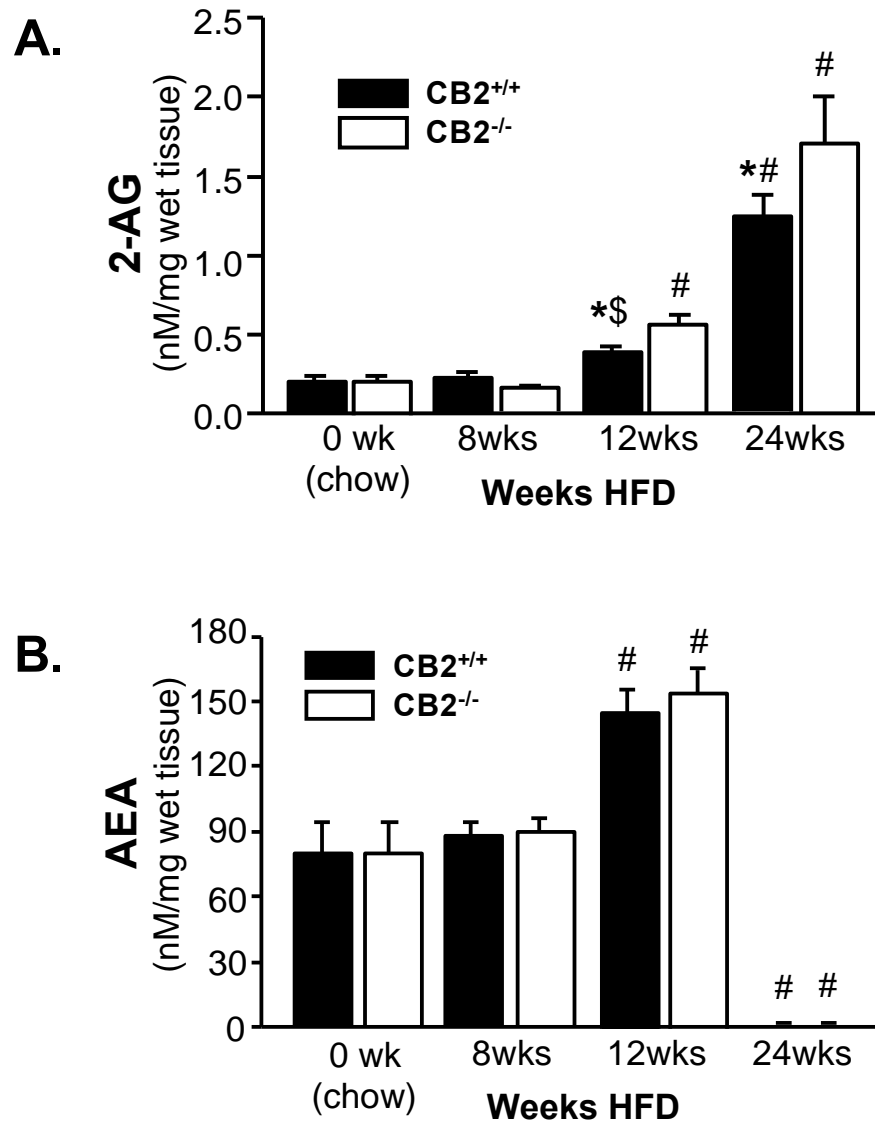 A.
2-AG
(nM/mg wet tissue)
2.5
2.0
1.5
1.0
0.5
0.0
CB2+/+
CB2-/-
*$
#
*#
#
0 wk
(chow)
8wks
12wks
24wks
Weeks HFD
B.
AEA
(nM/mg wet tissue)
180
150
120
90
60
30
0
CB2+/+
CB2-/-
#
#
#
#
0 wk
(chow)
8wks
12wks
24wks
Weeks HFD